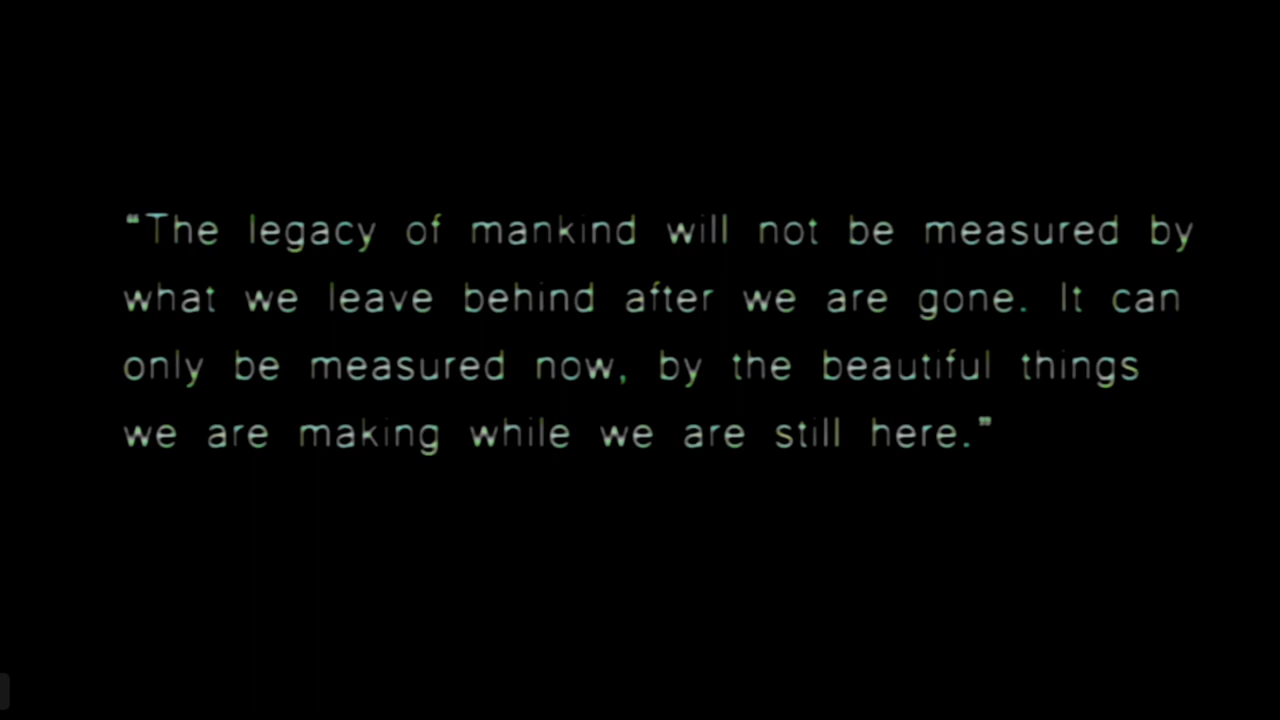 “The legacy of mankind will not be measured by
what we leave behind after we are gone. It can
only be measured now, by the beautiful things
we are making while we are still here.”